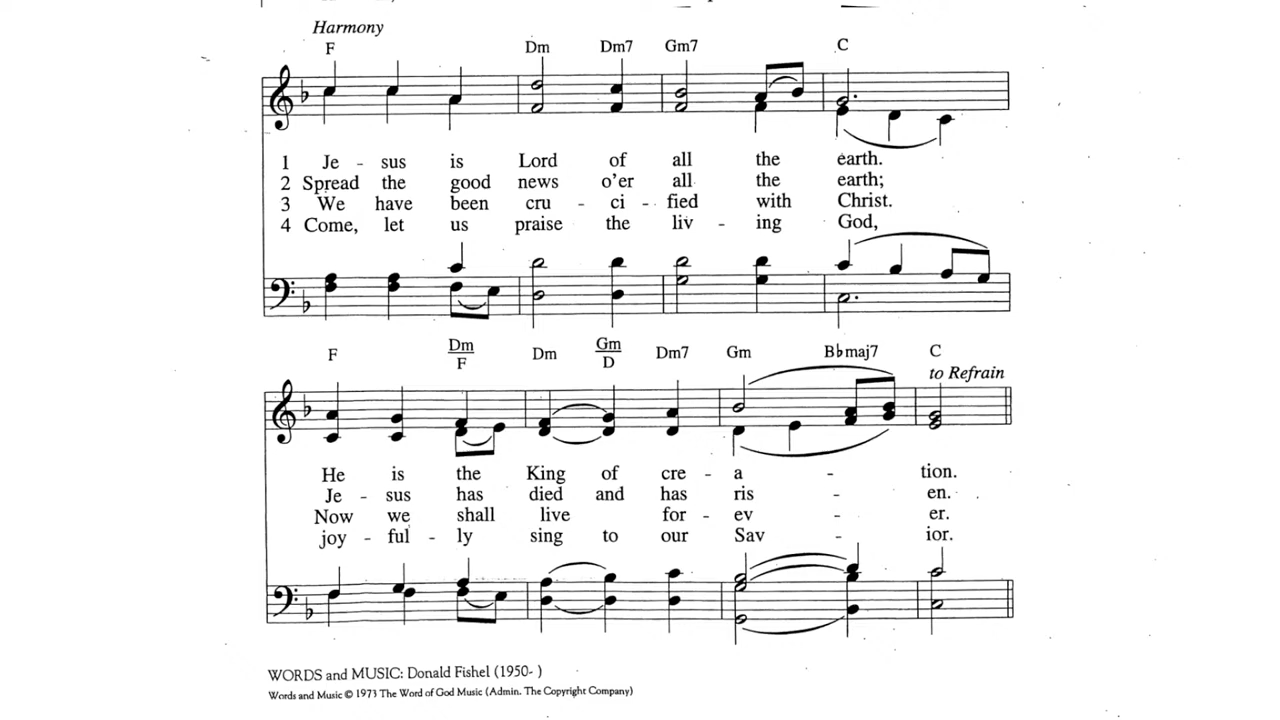 Harmony
F Dm Dm7 Gm7 C
1 Je - sus is Lord of all the earth.
2 Spread the good news o'er all the earth;
3 We have been cru - ci - fied with Christ.
4 Come, let us praise the liv - ing God,
F Dm/F Dm Gm/D Dm7 Gm B♭maj7 C
to Refrain
He is the King of cre - a - tion.
Je - sus has died and has ris - en.
Now we shall live for - ev - er.
joy - ful - ly sing to our Sav - ior.
WORDS and MUSIC: Donald Fishel (1950- )
Words and Music © 1973 The Word of God Music (Admin. The Copyright Company)